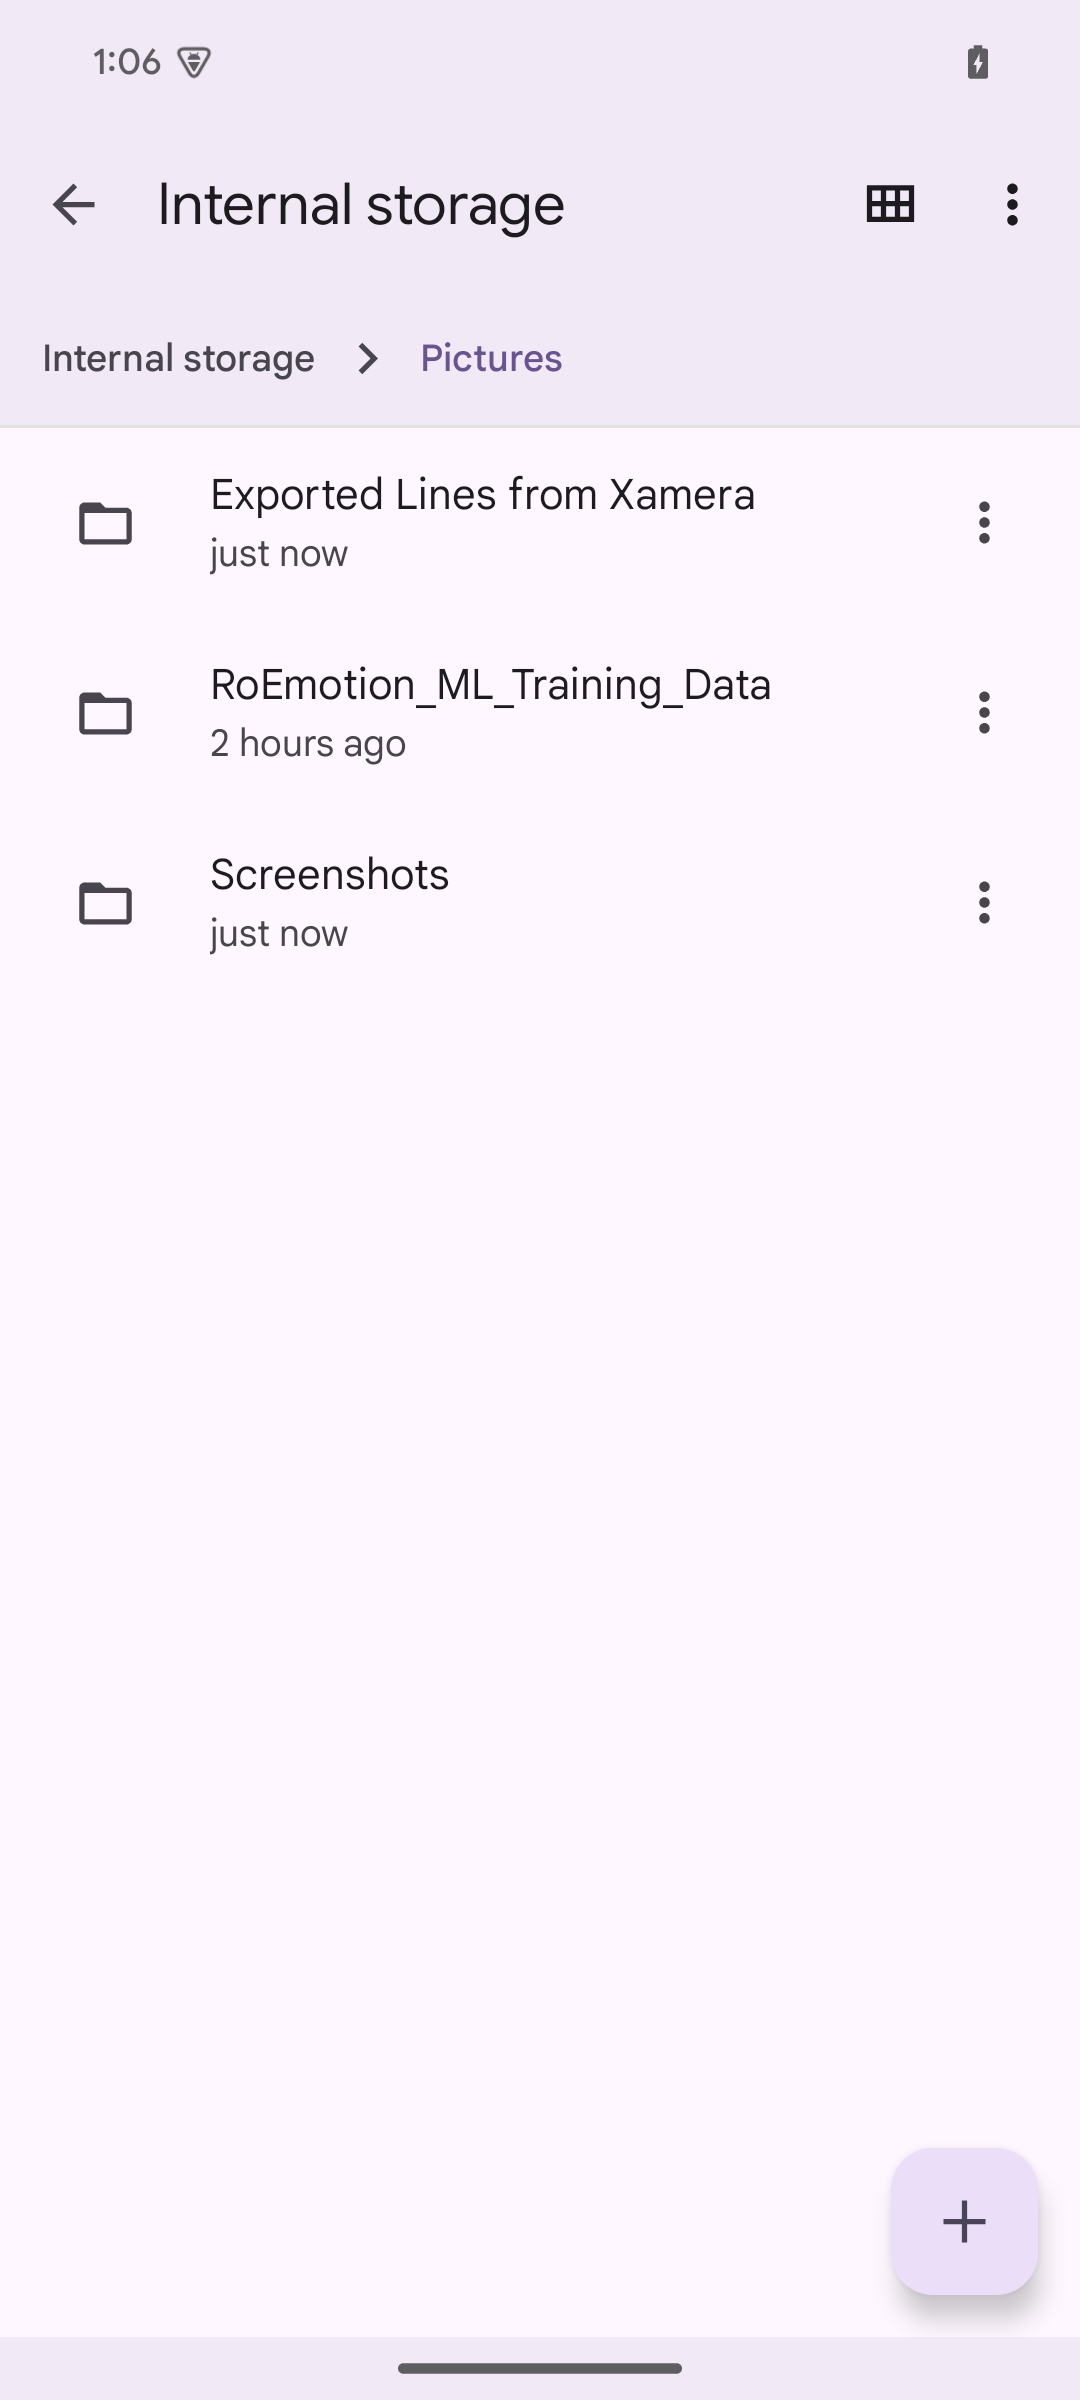 1:06
Internal storage
Internal storage
Pictures
Exported Lines from Xamera
just now
RoEmotion_ML_Training_Data
2 hours ago
Screenshots
just now